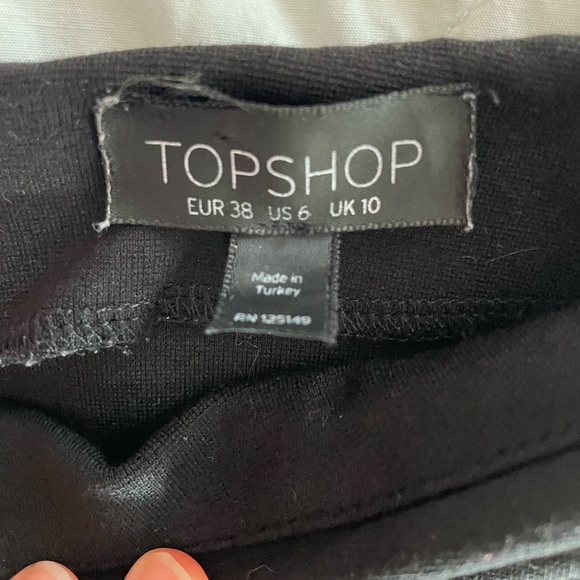 TOPSHOP
EUR 38 US 6 UK 10
Made in
Turkey
RN 125149